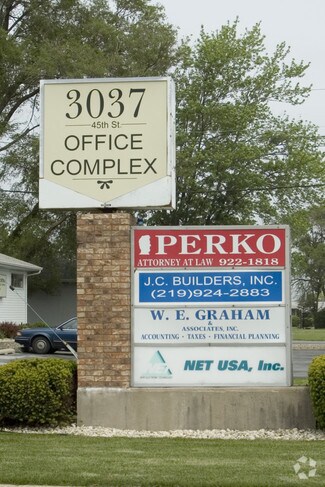 3037
45th St.
OFFICE
COMPLEX
PERKO
ATTORNEY AT LAW 922-1818
J.C. BUILDERS, INC.
(219)924-2883
W. E. GRAHAM
& ASSOCIATES, INC.
ACCOUNTING · TAXES · FINANCIAL PLANNING
NET USA, Inc.